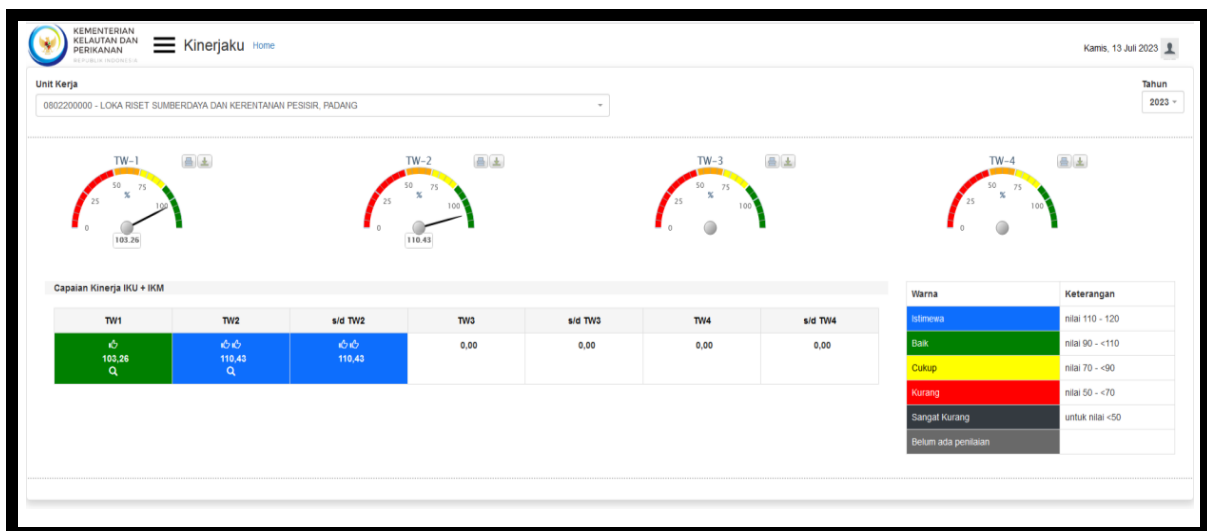 KEMENTERIAN
KELAUTAN DAN
PERIKANAN
REPUBLIK INDONESIA
Kinerjaku Home
Kamis, 13 Juli 2023
Unit Kerja
Tahun
0802200000 - LOKA RISET SUMBERDAYA DAN KERENTANAN PESISIR, PADANG
2023
TW-1 TW-2 TW-3 TW-4
0 25 50 75 100 %
103.26
0 25 50 75 100 %
110.43
0 25 50 75 100 %
0 25 50 75 100 %
Capaian Kinerja IKU + IKM
TW1 TW2 s/d TW2 TW3 s/d TW3 TW4 s/d TW4
103,26 110,43 110,43 0,00 0,00 0,00 0,00
Warna Keterangan
Istimewa nilai 110 - 120
Baik nilai 90 - <110
Cukup nilai 70 - <90
Kurang nilai 50 - <70
Sangat Kurang untuk nilai <50
Belum ada penilaian